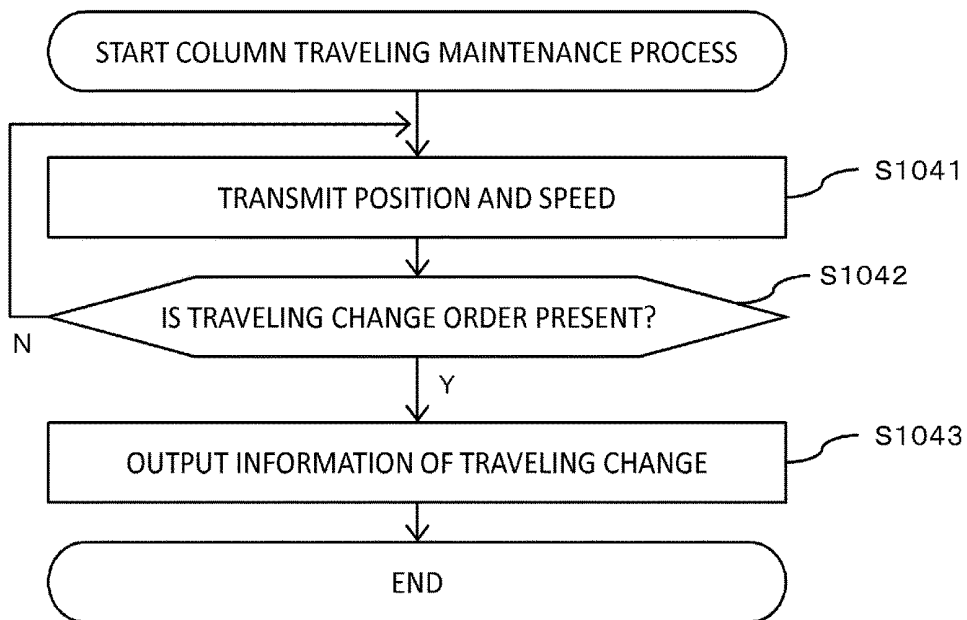 START COLUMN TRAVELING MAINTENANCE PROCESS
TRANSMIT POSITION AND SPEED
S1041
IS TRAVELING CHANGE ORDER PRESENT?
S1042
N
Y
OUTPUT INFORMATION OF TRAVELING CHANGE
S1043
END